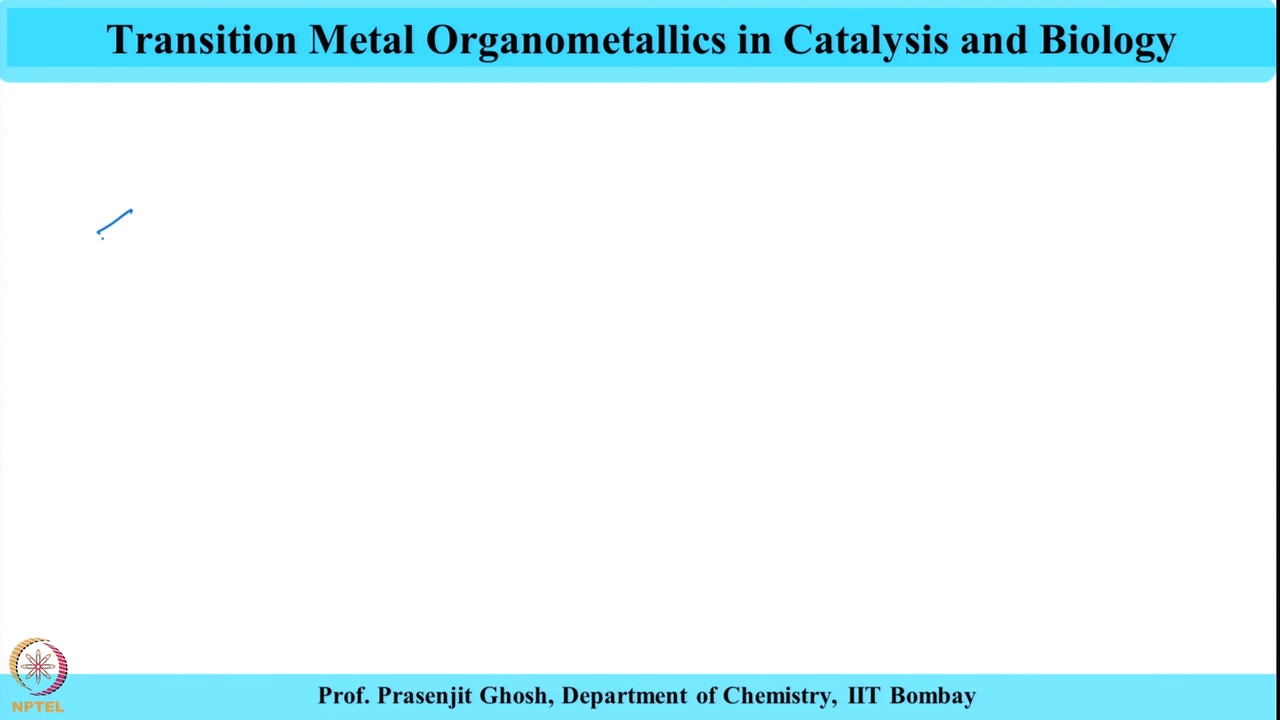 Transition Metal Organometallics in Catalysis and Biology
NPTEL
Prof. Prasenjit Ghosh, Department of Chemistry, IIT Bombay